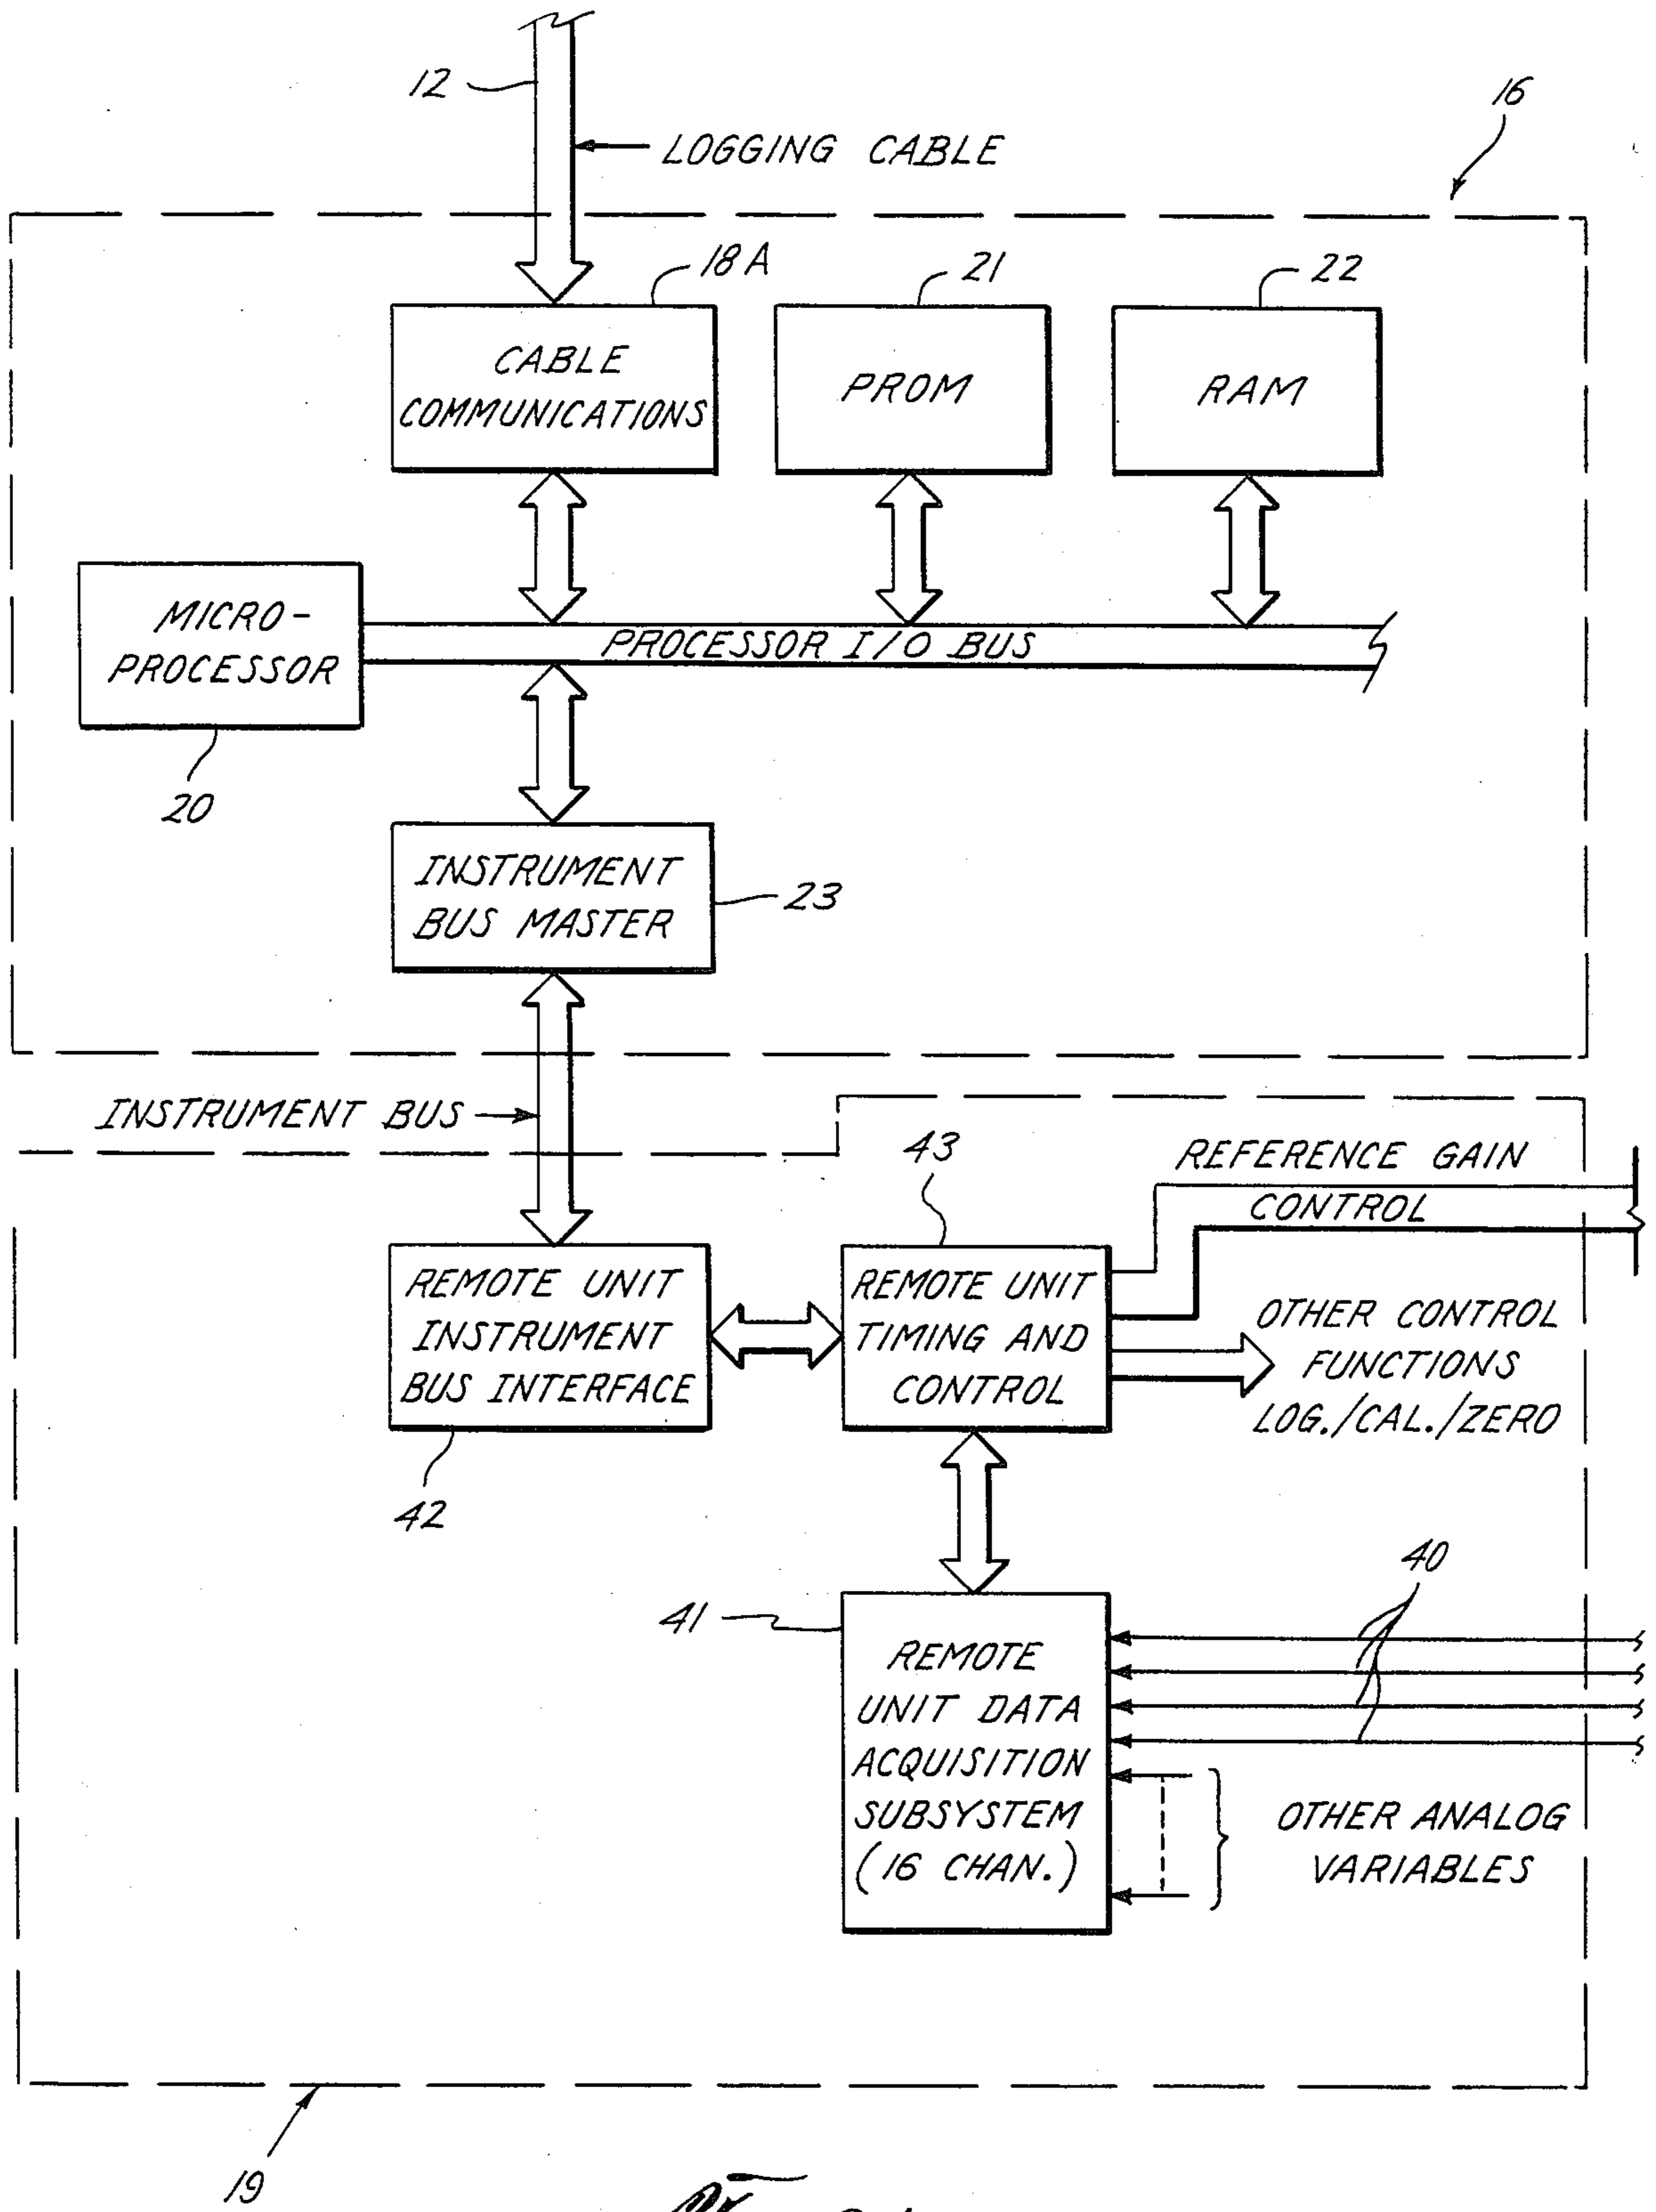 12
16
LOGGING CABLE
18A
21
22
CABLE
COMMUNICATIONS
PROM
RAM
MICRO-
PROCESSOR
PROCESSOR I/O BUS
20
INSTRUMENT
BUS MASTER
23
INSTRUMENT BUS
43
REFERENCE GAIN
CONTROL
REMOTE UNIT
INSTRUMENT
BUS INTERFACE
REMOTE UNIT
TIMING AND
CONTROL
OTHER CONTROL
FUNCTIONS
LOG./CAL./ZERO
42
40
41
REMOTE
UNIT DATA
ACQUISITION
SUBSYSTEM
(16 CHAN.)
OTHER ANALOG
VARIABLES
19